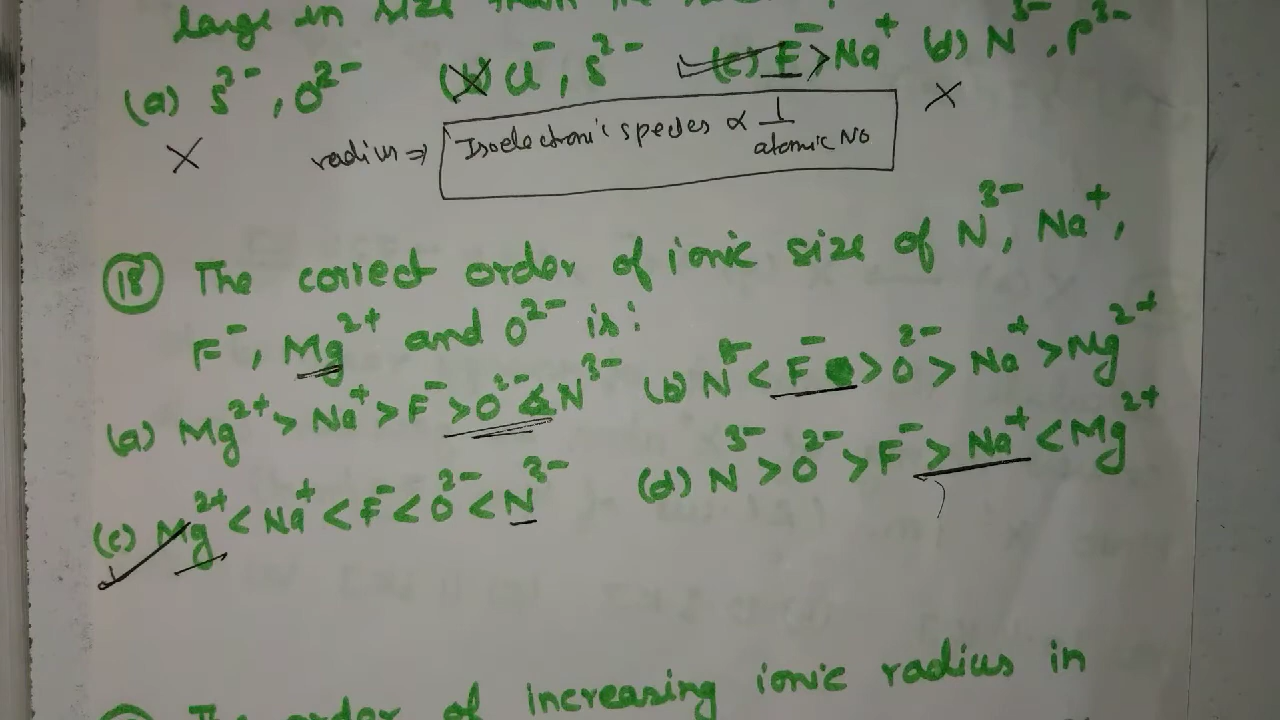 large in size than the
(a) S²⁻, O²⁻ (b) Cl⁻, S²⁻ (c) F⁻ > Na⁺ (d) N³⁻, P³⁻
radius ⇒ Isoelectronic species ∝ 1/atomic No
(18) The correct order of ionic size of N³⁻, Na⁺,
F⁻, Mg²⁺ and O²⁻ is:
(a) Mg²⁺ > Na⁺ > F⁻ > O²⁻ < N³⁻ (b) N³⁻ < F⁻ > O²⁻ > Na⁺ > Mg²⁺
(c) Mg²⁺ < Na⁺ < F⁻ < O²⁻ < N³⁻ (d) N³⁻ > O²⁻ > F⁻ > Na⁺ < Mg²⁺
The order of increasing ionic radius in